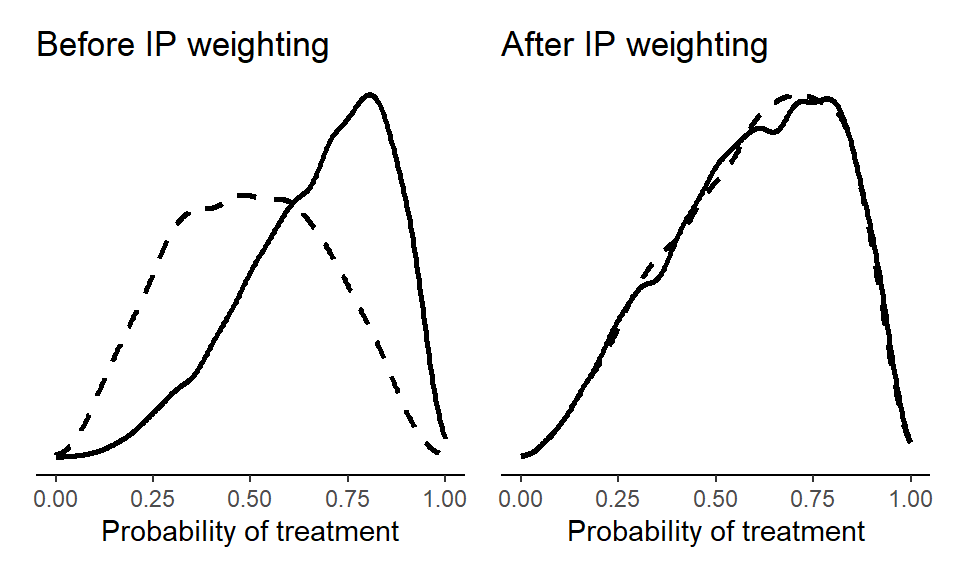 Before IP weighting
0.00 0.25 0.50 0.75 1.00
Probability of treatment
After IP weighting
0.00 0.25 0.50 0.75 1.00
Probability of treatment